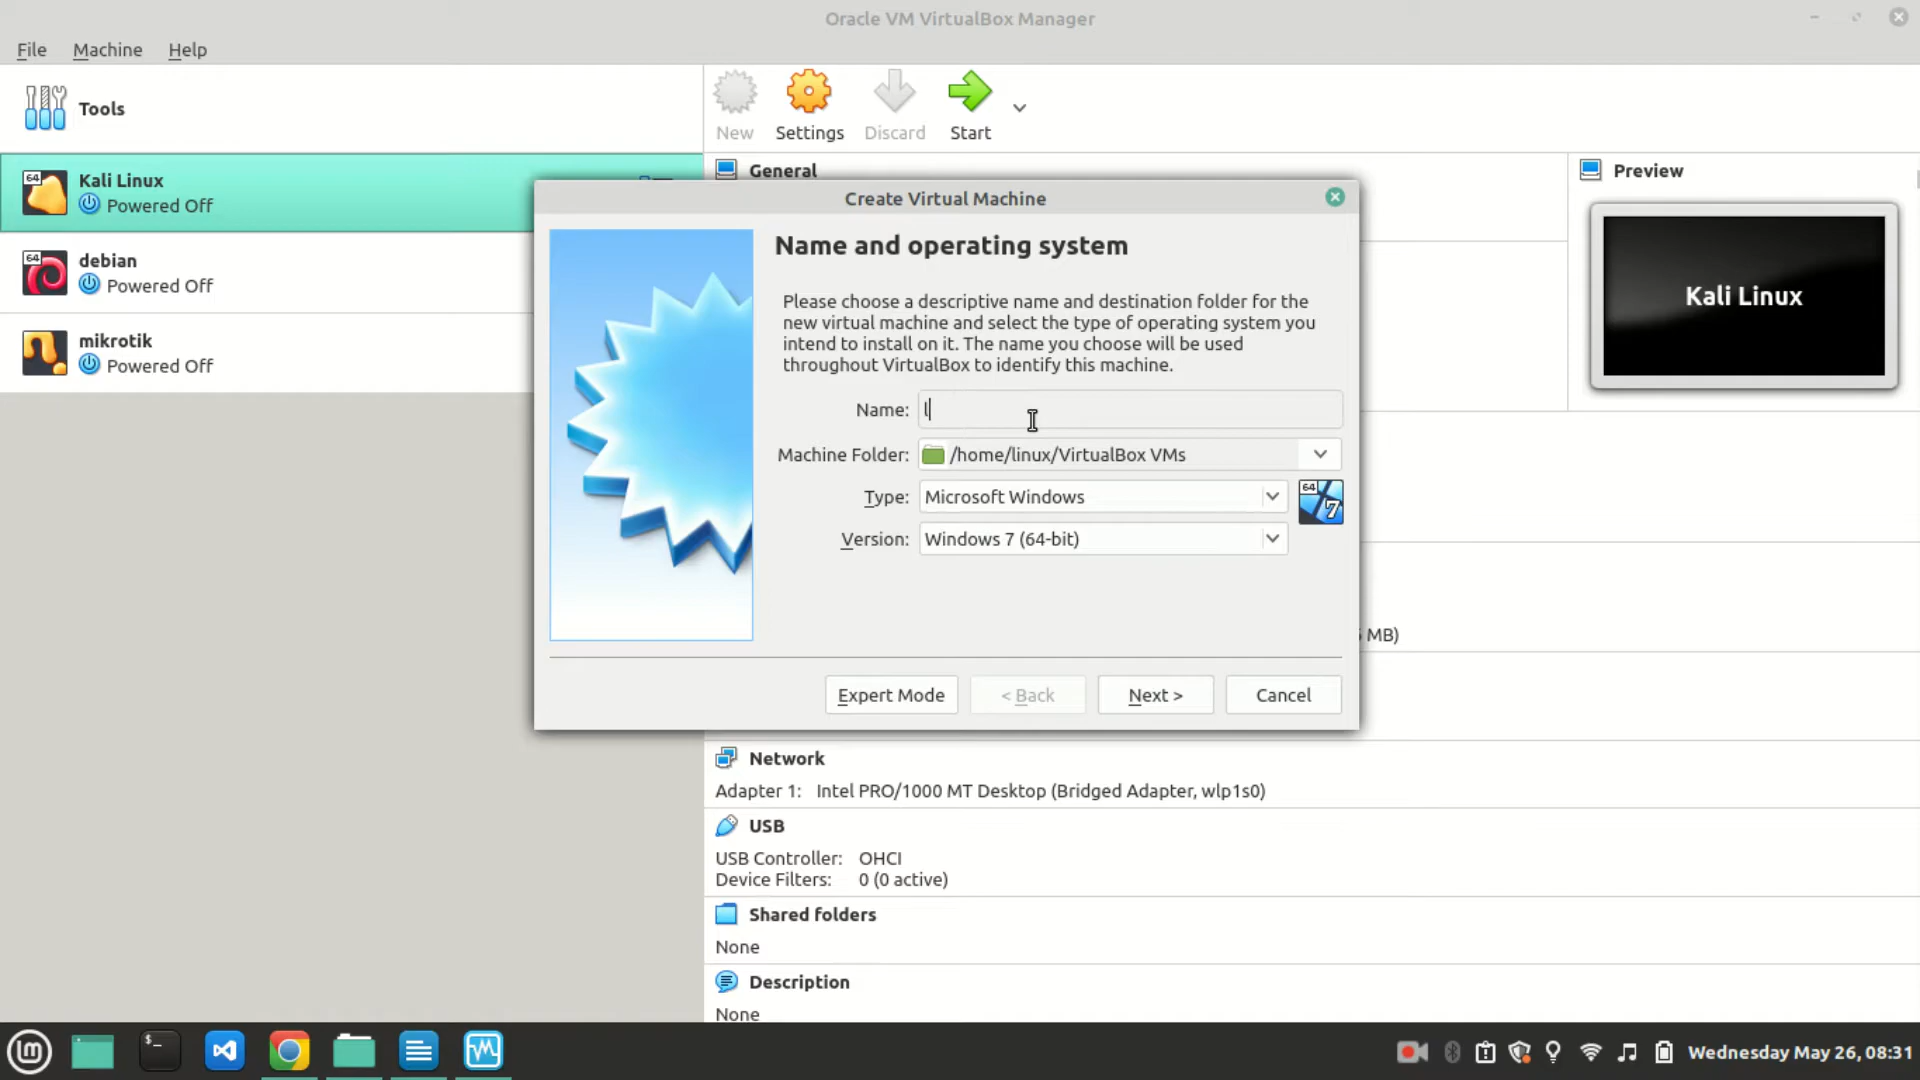 Oracle VM VirtualBox Manager
File Machine Help
Tools
New Settings Discard Start
64 Kali Linux
Powered Off
64 debian
Powered Off
mikrotik
Powered Off
General
Preview
Kali Linux
Create Virtual Machine
Name and operating system
Please choose a descriptive name and destination folder for the
new virtual machine and select the type of operating system you
intend to install on it. The name you choose will be used
throughout VirtualBox to identify this machine.
Name: l
Machine Folder: /home/linux/VirtualBox VMs
Type: Microsoft Windows
64 7
Version: Windows 7 (64-bit)
Expert Mode < Back Next > Cancel
MB)
Network
Adapter 1: Intel PRO/1000 MT Desktop (Bridged Adapter, wlp1s0)
USB
USB Controller: OHCI
Device Filters: 0 (0 active)
Shared folders
None
Description
None
$_ Wednesday May 26, 08:31